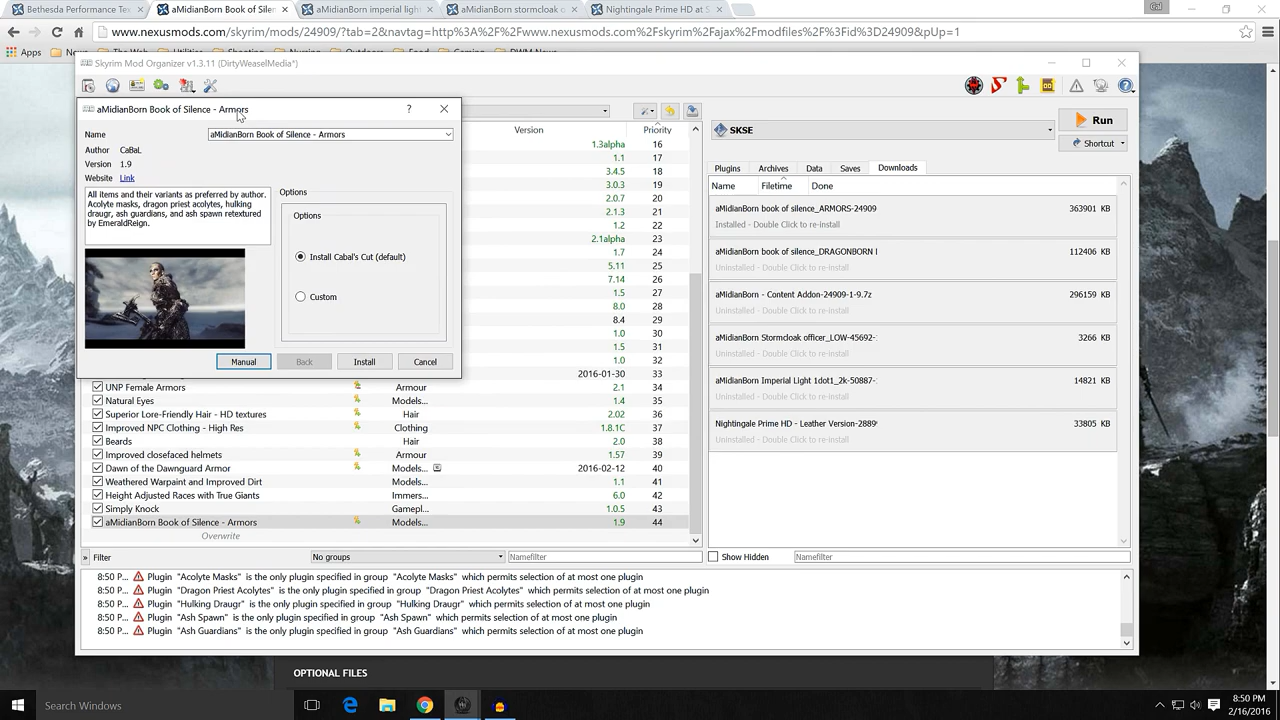 Bethesda Performance Te
aMidianBorn Book of Silen
aMidianBorn imperial light
aMidianBorn stormcloak o
Nightingale Prime HD at S
www.nexusmods.com/skyrim/mods/24909/?tab=2&navtag=http%3A%2F%2Fwww.nexusmods.com%2Fskyrim%2Fajax%2Fmodfiles%2F%3Fid%3D24909&pUp=1
Apps
Skyrim Mod Organizer v1.3.11 (DirtyWeaselMedia*)
aMidianBorn Book of Silence - Armors
Name aMidianBorn Book of Silence - Armors
Author CaBaL
Version 1.9
Website Link
All items and their variants as preferred by author.
Acolyte masks, dragon priest acolytes, hulking
draugr, ash guardians, and ash spawn retextured
by EmeraldReign.
Options
Options
Install Cabal's Cut (default)
Custom
Manual Back Install Cancel
Version Priority
1.3alpha 16
1.1 17
3.4.5 18
3.0.3 19
2.0.7 20
2.1.3 21
1.2 22
2.1alpha 23
1.7 24
5.11 25
7.14 26
1.5 27
8.0 28
8.4 29
1.0 30
1.5 31
1.0 32
2016-01-30 33
UNP Female Armors Armour 2.1 34
Natural Eyes Models... 1.4 35
Superior Lore-Friendly Hair - HD textures Hair 2.02 36
Improved NPC Clothing - High Res Clothing 1.8.1C 37
Beards Hair 2.0 38
Improved closefaced helmets Armour 1.57 39
Dawn of the Dawnguard Armor Models... 2016-02-12 40
Weathered Warpaint and Improved Dirt Models... 1.1 41
Height Adjusted Races with True Giants Immers... 6.0 42
Simply Knock Gamepl... 1.0.5 43
aMidianBorn Book of Silence - Armors Models... 1.9 44
Overwrite
» Filter No groups Namefilter
SKSE
Run
Shortcut
Plugins Archives Data Saves Downloads
Name Filetime Done
aMidianBorn book of silence_ARMORS-24909 363901 KB
Installed - Double Click to re-install
aMidianBorn book of silence_DRAGONBORN I 112406 KB
Uninstalled - Double Click to re-install
aMidianBorn - Content Addon-24909-1-9.7z 296159 KB
Uninstalled - Double Click to re-install
aMidianBorn Stormcloak officer_LOW-45692- 3266 KB
Uninstalled - Double Click to re-install
aMidianBorn Imperial Light 1dot1_2k-50887- 14821 KB
Uninstalled - Double Click to re-install
Nightingale Prime HD - Leather Version-2889 33805 KB
Uninstalled - Double Click to re-install
Show Hidden Namefilter
8:50 P... Plugin "Acolyte Masks" is the only plugin specified in group "Acolyte Masks" which permits selection of at most one plugin
8:50 P... Plugin "Dragon Priest Acolytes" is the only plugin specified in group "Dragon Priest Acolytes" which permits selection of at most one plugin
8:50 P... Plugin "Hulking Draugr" is the only plugin specified in group "Hulking Draugr" which permits selection of at most one plugin
8:50 P... Plugin "Ash Spawn" is the only plugin specified in group "Ash Spawn" which permits selection of at most one plugin
8:50 P... Plugin "Ash Guardians" is the only plugin specified in group "Ash Guardians" which permits selection of at most one plugin
OPTIONAL FILES
Search Windows
8:50 PM
2/16/2016